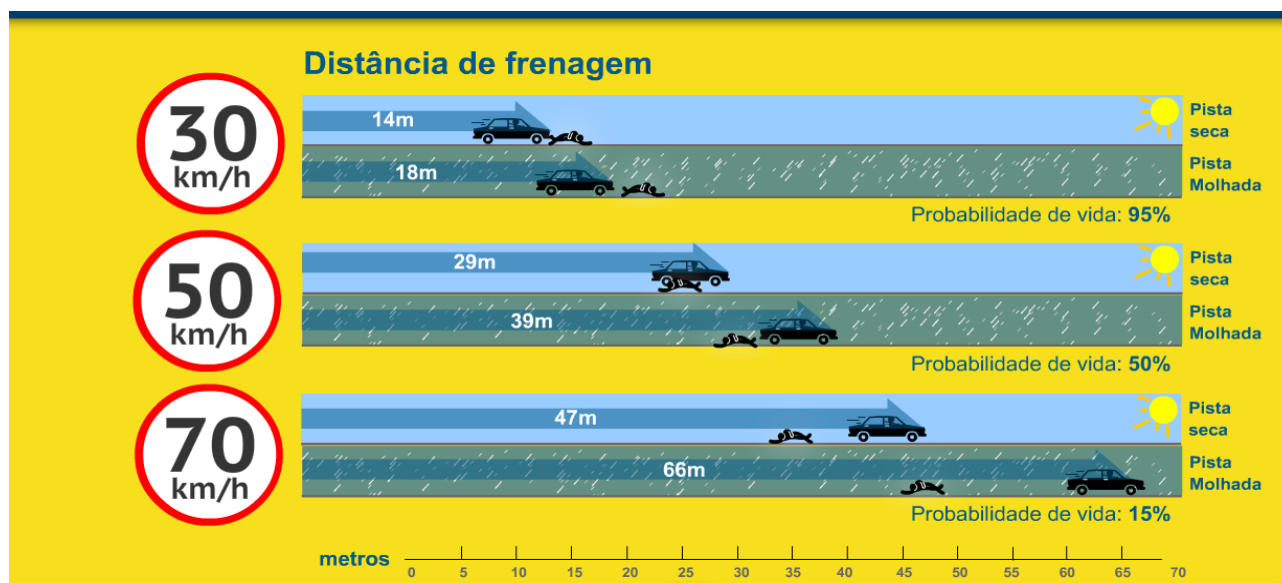 Distância de frenagem
30
km/h
14m
Pista
seca
18m
Pista
Molhada
Probabilidade de vida: 95%
50
km/h
29m
Pista
seca
39m
Pista
Molhada
Probabilidade de vida: 50%
70
km/h
47m
Pista
seca
66m
Pista
Molhada
Probabilidade de vida: 15%
metros 0 5 10 15 20 25 30 35 40 45 50 55 60 65 70